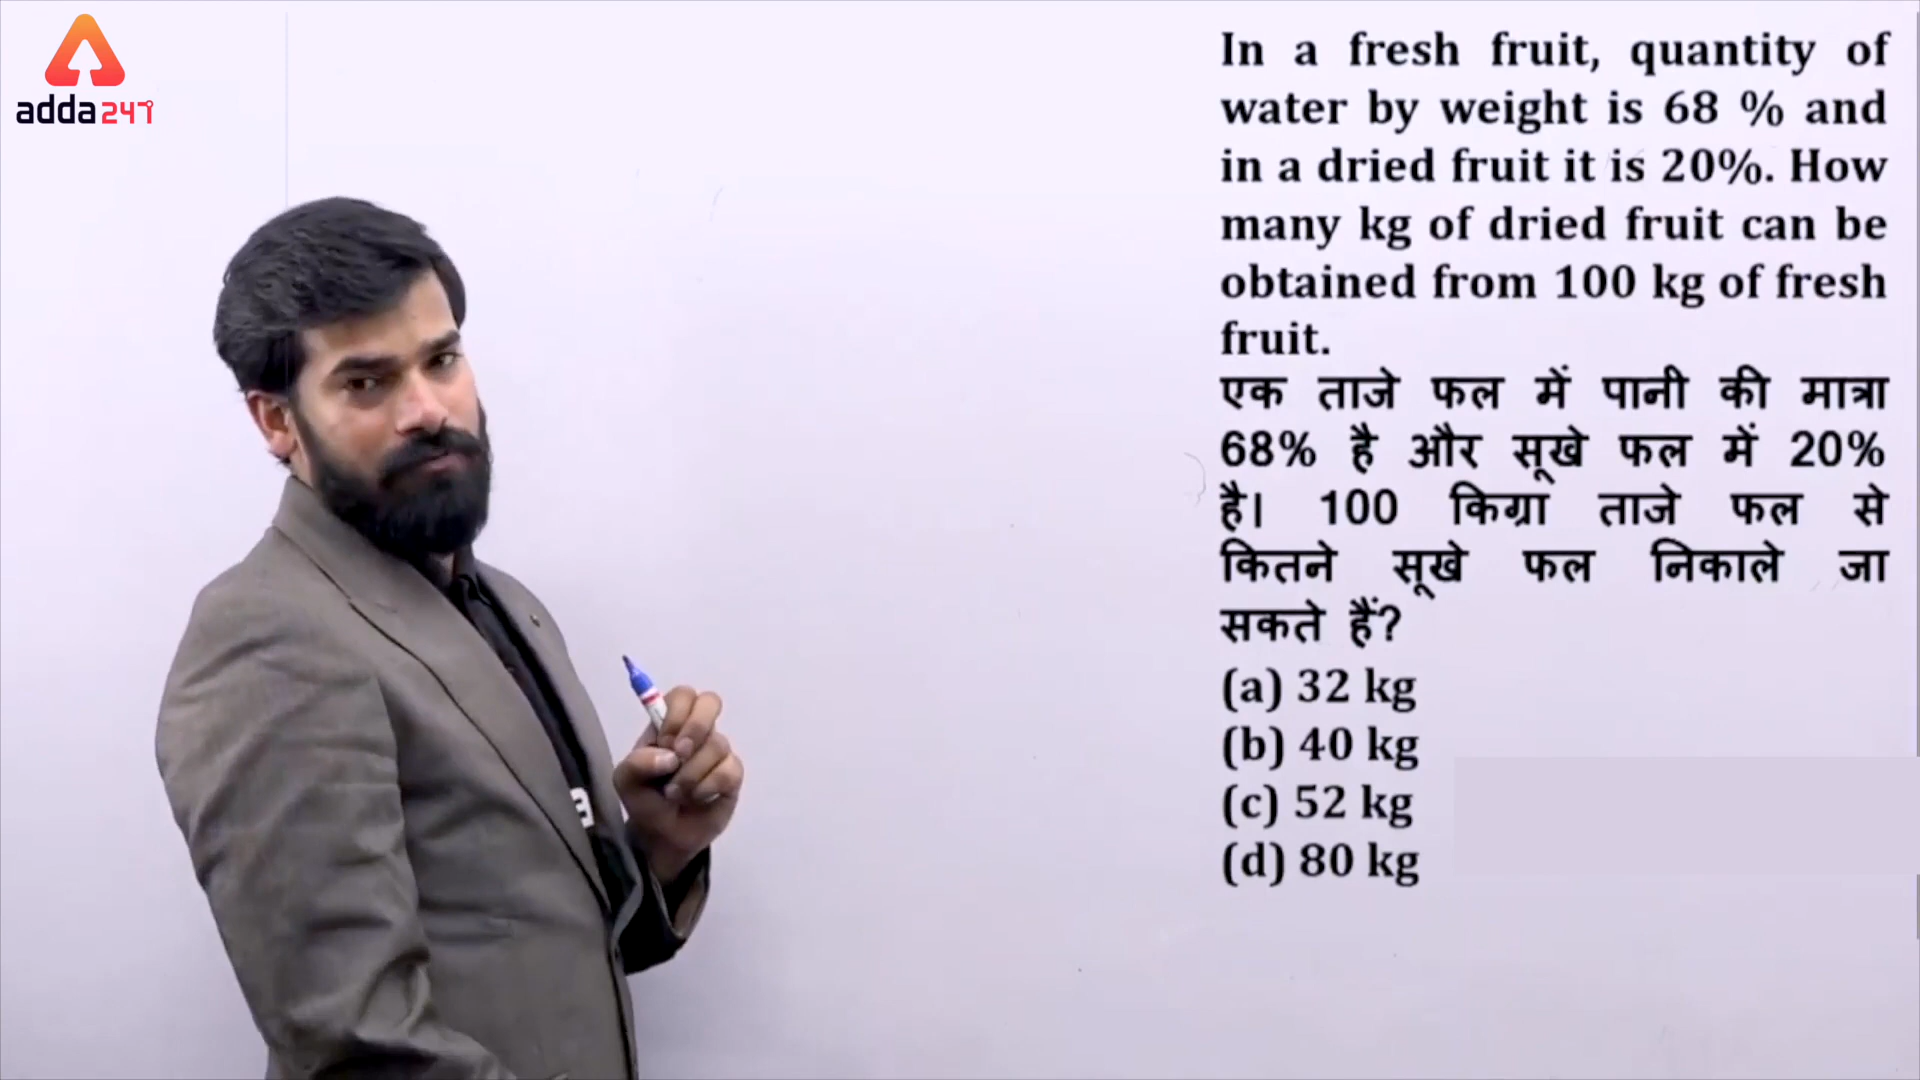 adda247
In a fresh fruit, quantity of
water by weight is 68 % and
in a dried fruit it is 20%. How
many kg of dried fruit can be
obtained from 100 kg of fresh
fruit.
एक ताजे फल में पानी की मात्रा
68% है और सूखे फल में 20%
है। 100 किग्रा ताजे फल से
कितने सूखे फल निकाले जा
सकते हैं?
(a) 32 kg
(b) 40 kg
(c) 52 kg
(d) 80 kg